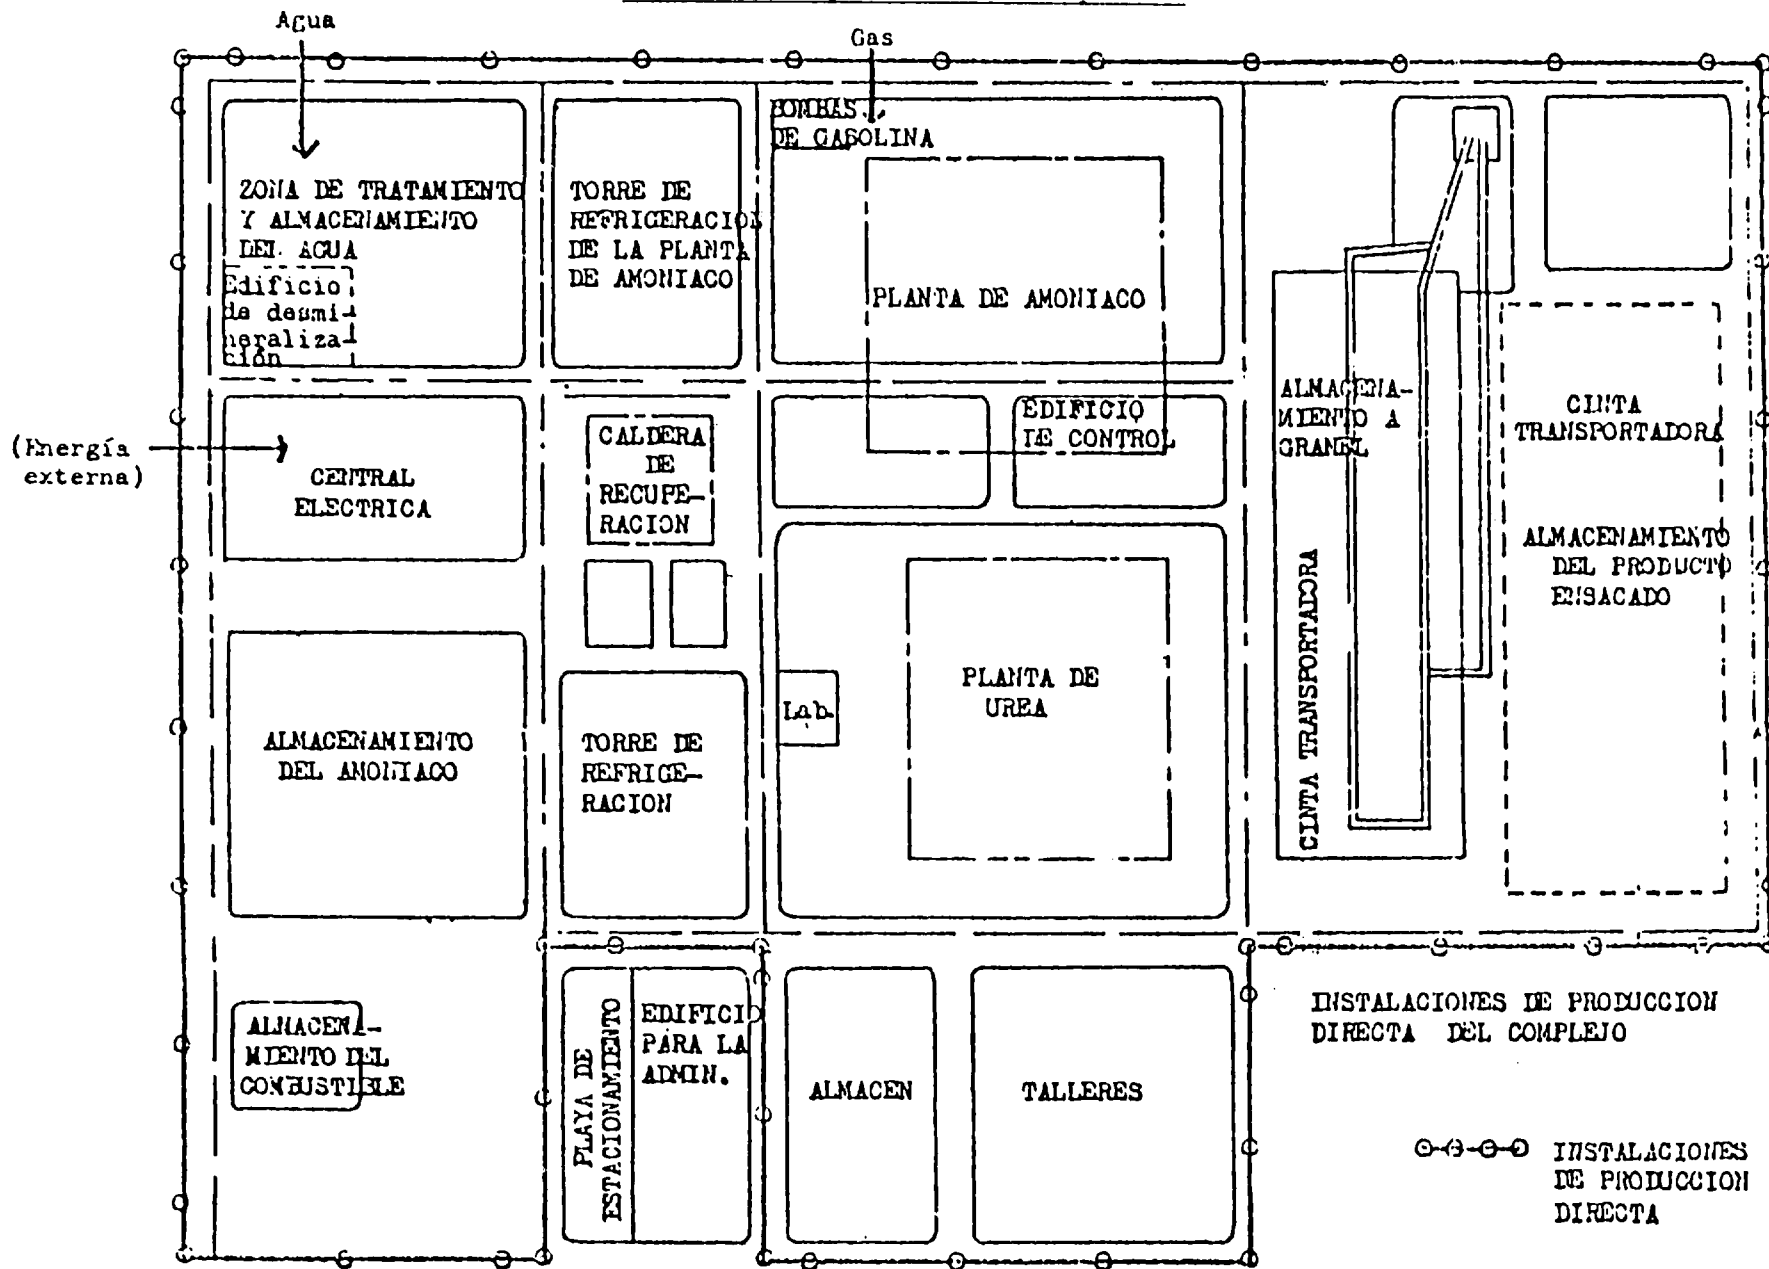 Agua
Gas
BOMBAS
DE GASOLINA
ZONA DE TRATAMIENTO
Y ALMACENAMIENTO
DEL AGUA
Edificio
de desmi-
neraliza-
ción
TORRE DE
REFRIGERACION
DE LA PLANTA
DE AMONIACO
PLANTA DE AMONIACO
(Energía
externa)
CENTRAL
ELECTRICA
CALDERA
DE
RECUPE-
RACION
EDIFICIO
DE CONTROL
ALMACENA-
MIENTO A
GRANEL
CINTA
TRANSPORTADORA
ALMACENAMIENTO
DEL PRODUCTO
ENSACADO
CINTA TRANSPORTADORA
ALMACENAMIENTO
DEL AMONIACO
TORRE DE
REFRIGE-
RACION
Lab.
PLANTA DE
UREA
ALMACENA-
MIENTO DEL
COMBUSTIBLE
PLAYA DE
ESTACIONAMIENTO
EDIFICIO
PARA LA
ADMIN.
ALMACEN
TALLERES
INSTALACIONES DE PRODUCCION
DIRECTA DEL COMPLEJO
INSTALACIONES
DE PRODUCCION
DIRECTA